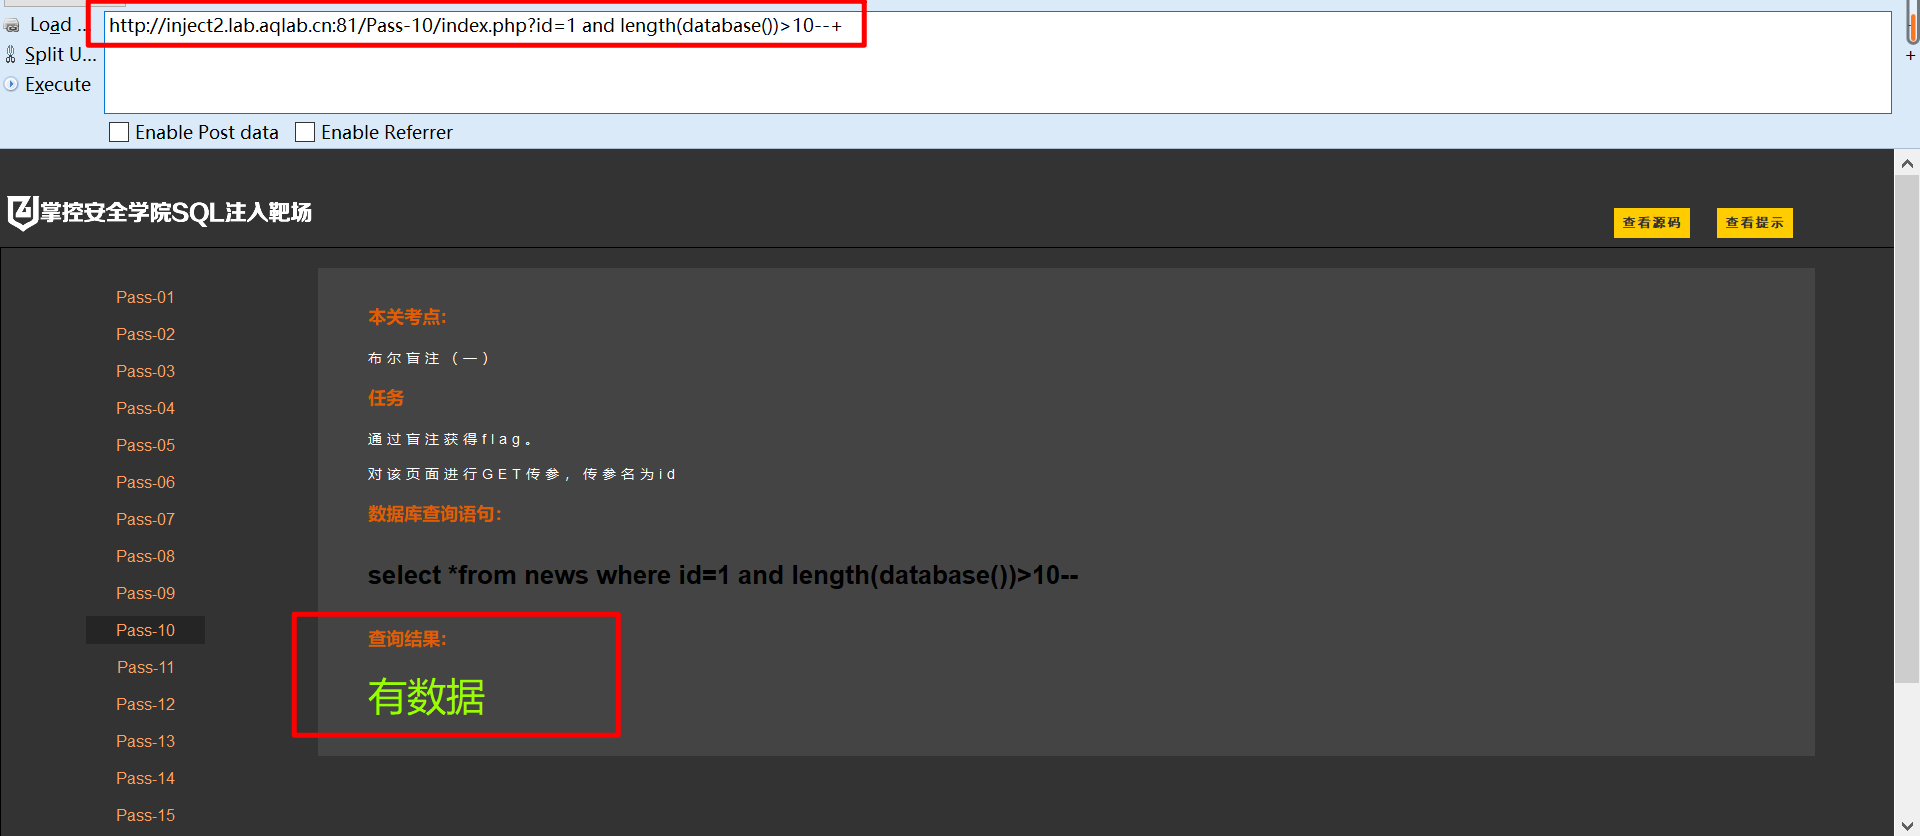 Load ..
http://inject2.lab.aqlab.cn:81/Pass-10/index.php?id=1 and length(database())>10--+
Split U...
+
Execute
Enable Post data
Enable Referrer
掌控安全学院SQL注入靶场
查看源码
查看提示
Pass-01
Pass-02
Pass-03
Pass-04
Pass-05
Pass-06
Pass-07
Pass-08
Pass-09
Pass-10
Pass-11
Pass-12
Pass-13
Pass-14
Pass-15
本关考点:
布尔盲注（一）
任务
通过盲注获得flag。
对该页面进行GET传参，传参名为id
数据库查询语句:
select *from news where id=1 and length(database())>10--
查询结果:
有数据